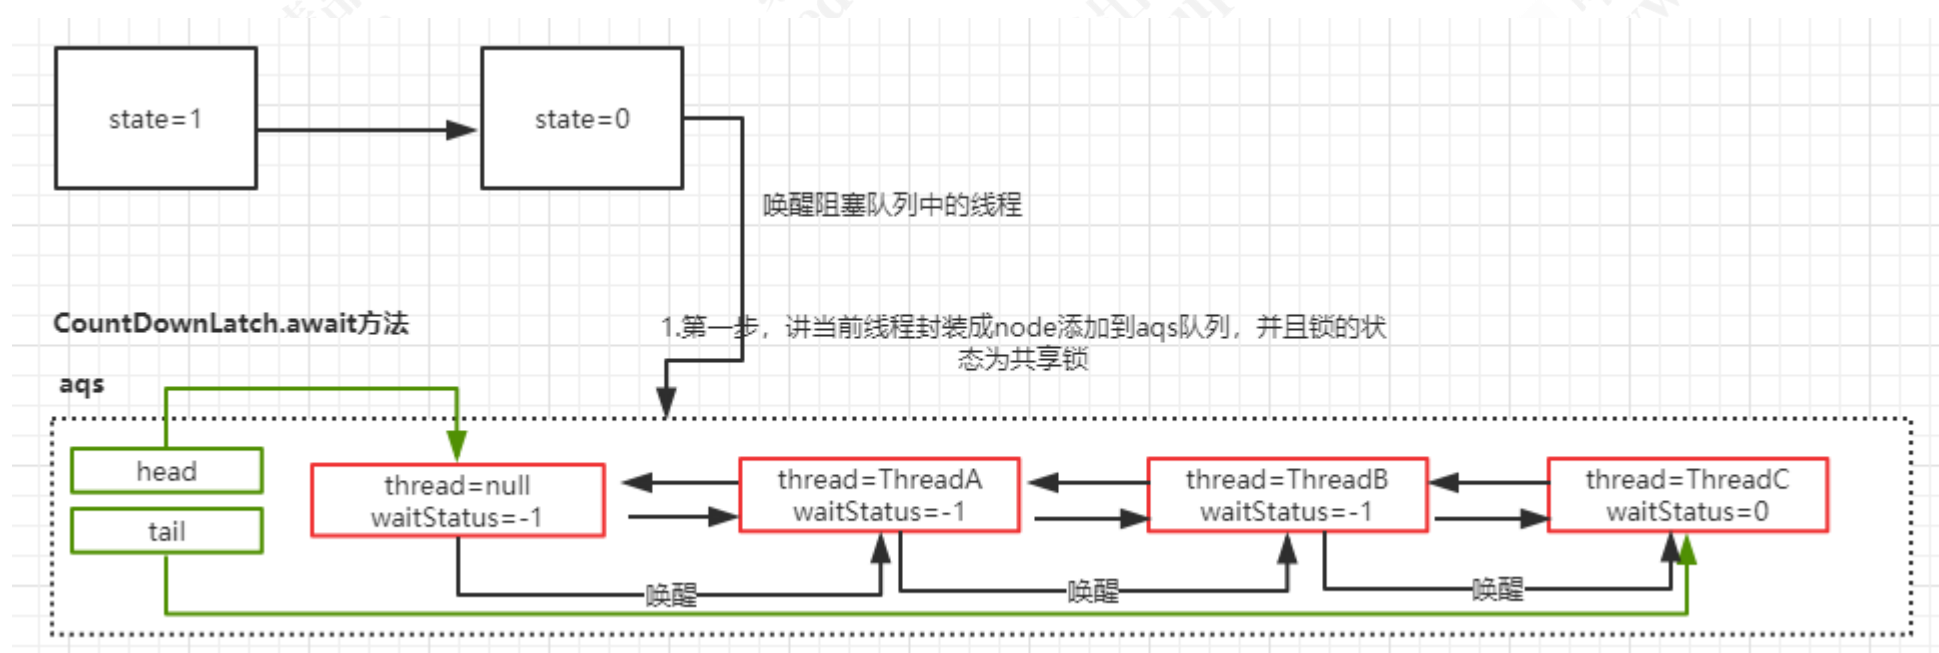 state=1
state=0
唤醒阻塞队列中的线程
CountDownLatch.await方法
1.第一步，讲当前线程封装成node添加到aqs队列，并且锁的状
态为共享锁
aqs
head
tail
thread=null
waitStatus=-1
thread=ThreadA
waitStatus=-1
thread=ThreadB
waitStatus=-1
thread=ThreadC
waitStatus=0
唤醒
唤醒
唤醒